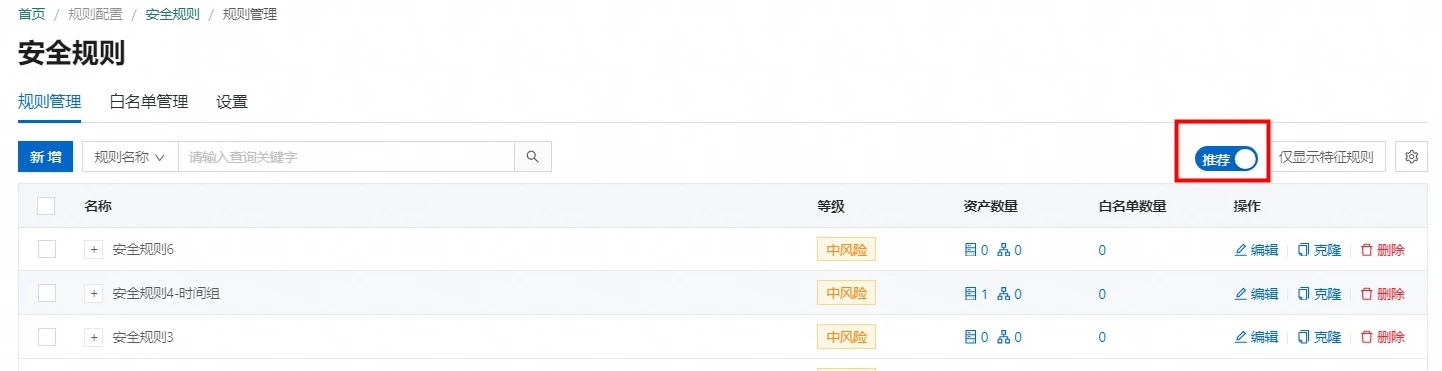 首页 / 规则配置 / 安全规则 / 规则管理
安全规则
规则管理 白名单管理 设置
新增 规则名称 请输入查询关键字 推荐 仅显示特征规则
名称 等级 资产数量 白名单数量 操作
+ 安全规则6 中风险 0 0 0 编辑 克隆 删除
+ 安全规则4-时间组 中风险 1 0 0 编辑 克隆 删除
+ 安全规则3 中风险 0 0 0 编辑 克隆 删除